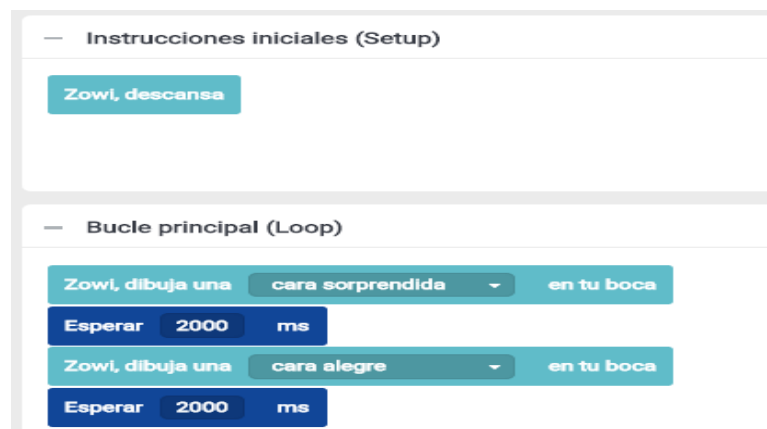 Instrucciones iniciales (Setup)
Zowi, descansa
Bucle principal (Loop)
Zowi, dibuja una cara sorprendida en tu boca
Esperar 2000 ms
Zowi, dibuja una cara alegre en tu boca
Esperar 2000 ms